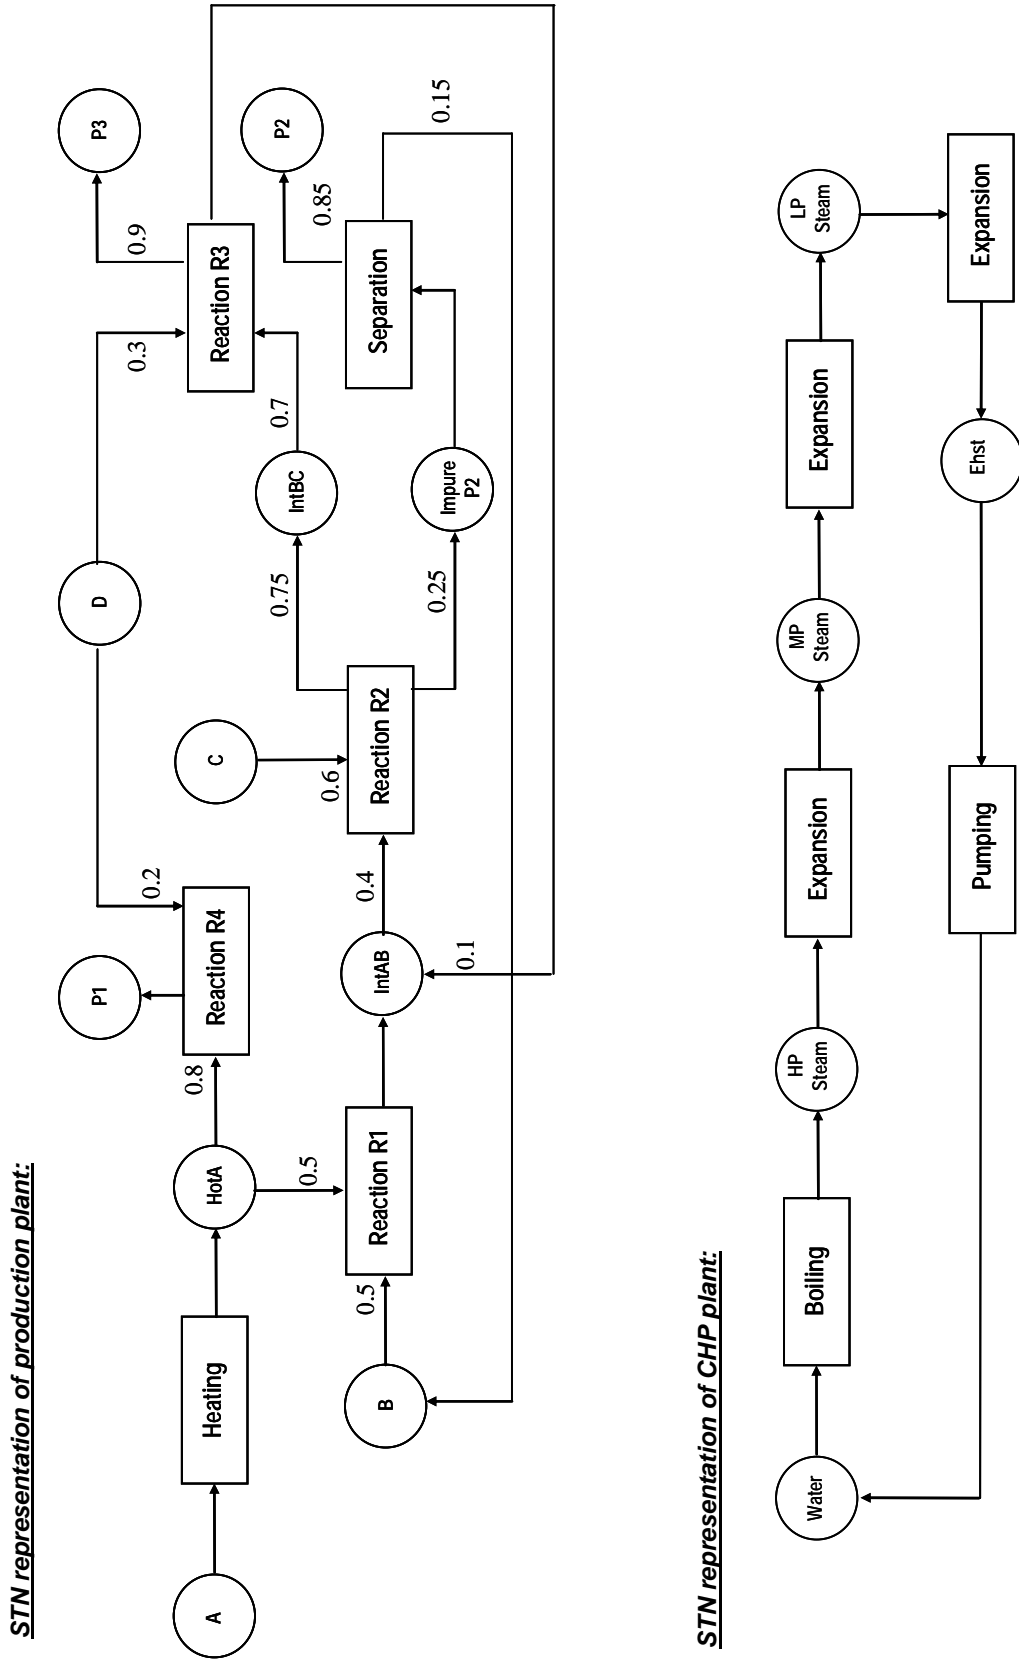 STN representation of production plant:
A
Heating
HotA
0.8
Reaction R4
P1
0.2
D
0.3
Reaction R3
0.9
P3
0.5
B
0.5
Reaction R1
IntAB
0.1
0.4
C
0.6
Reaction R2
0.75
IntBC
0.7
0.25
Impure
P2
Separation
0.85
P2
0.15
STN representation of CHP plant:
Water
Boiling
HP
Steam
Expansion
MP
Steam
Expansion
LP
Steam
Expansion
Ehst
Pumping